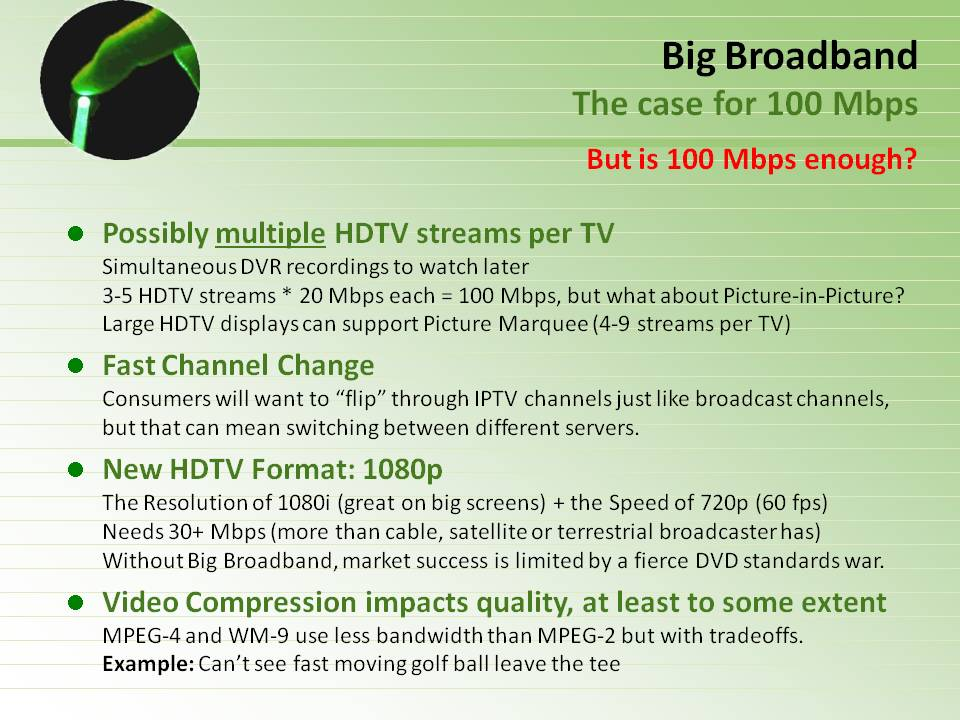 Big Broadband
The case for 100 Mbps
But is 100 Mbps enough?
Possibly multiple HDTV streams per TV
Simultaneous DVR recordings to watch later
3-5 HDTV streams * 20 Mbps each = 100 Mbps, but what about Picture-in-Picture?
Large HDTV displays can support Picture Marquee (4-9 streams per TV)
Fast Channel Change
Consumers will want to “flip” through IPTV channels just like broadcast channels,
but that can mean switching between different servers.
New HDTV Format: 1080p
The Resolution of 1080i (great on big screens) + the Speed of 720p (60 fps)
Needs 30+ Mbps (more than cable, satellite or terrestrial broadcaster has)
Without Big Broadband, market success is limited by a fierce DVD standards war.
Video Compression impacts quality, at least to some extent
MPEG-4 and WM-9 use less bandwidth than MPEG-2 but with tradeoffs.
Example: Can’t see fast moving golf ball leave the tee